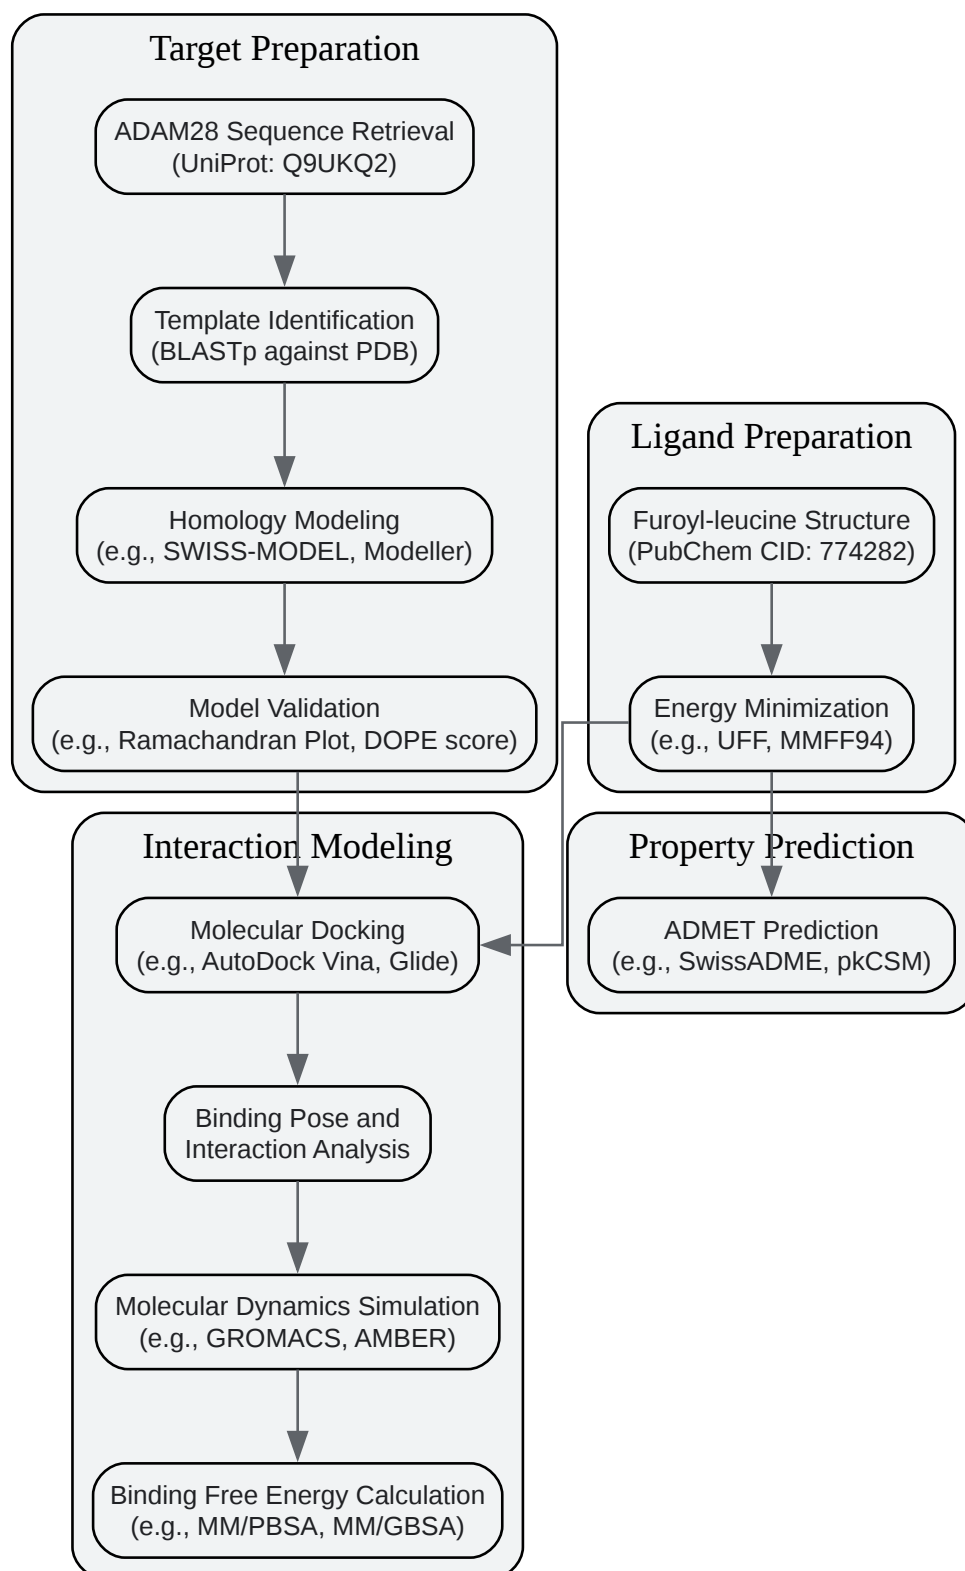 Target Preparation
ADAM28 Sequence Retrieval
(UniProt: Q9UKQ2)
Template Identification
(BLASTp against PDB)
Homology Modeling
(e.g., SWISS-MODEL, Modeller)
Model Validation
(e.g., Ramachandran Plot, DOPE score)
Ligand Preparation
Furoyl-leucine Structure
(PubChem CID: 774282)
Energy Minimization
(e.g., UFF, MMFF94)
Interaction Modeling
Molecular Docking
(e.g., AutoDock Vina, Glide)
Binding Pose and
Interaction Analysis
Molecular Dynamics Simulation
(e.g., GROMACS, AMBER)
Binding Free Energy Calculation
(e.g., MM/PBSA, MM/GBSA)
Property Prediction
ADMET Prediction
(e.g., SwissADME, pkCSM)